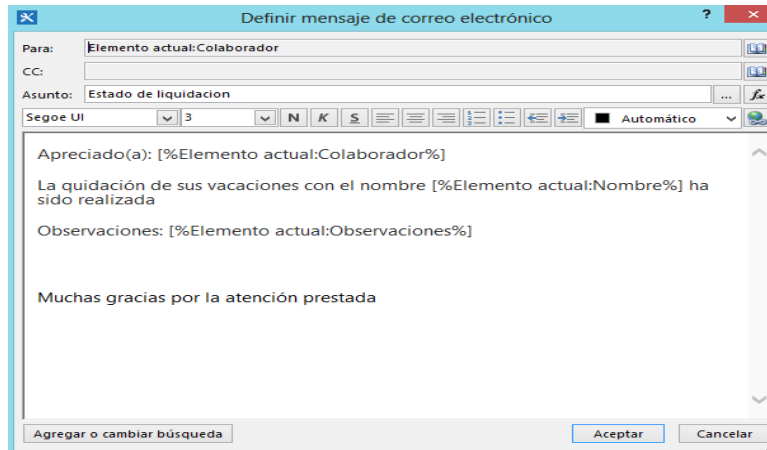 Definir mensaje de correo electrónico ?
Para: Elemento actual:Colaborador
CC:
Asunto: Estado de liquidacion ... fx
Segoe UI 3 N K S Automático
Apreciado(a): [%Elemento actual:Colaborador%]
La quidación de sus vacaciones con el nombre [%Elemento actual:Nombre%] ha
sido realizada
Observaciones: [%Elemento actual:Observaciones%]
Muchas gracias por la atención prestada
Agregar o cambiar búsqueda Aceptar Cancelar